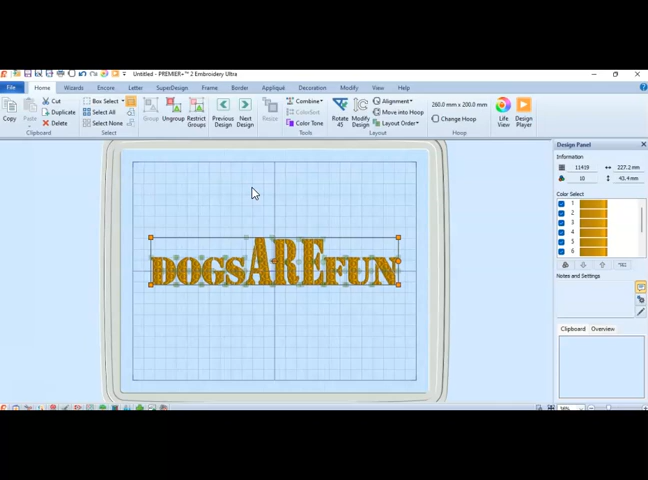 Untitled - PREMIER+™ 2 Embroidery Ultra
File Home Wizards Encore Letter SuperDesign Frame Border Appliqué Decoration Modify View Help
Copy Paste Cut Duplicate Delete Clipboard
Box Select Select All Select None Select
Group Ungroup Restrict Groups Previous Design Next Design Resize
Combine ColorSort Color Tone Tools
Rotate 45 Modify Design Alignment Move into Hoop Layout Order Layout
260.0 mm x 200.0 mm Change Hoop Hoop
Life View Design Player
Design Panel
Information
11419 227.2 mm
10 43.4 mm
Color Select
1
2
3
4
5
6
Notes and Settings
Clipboard Overview
DOGSAREFUN